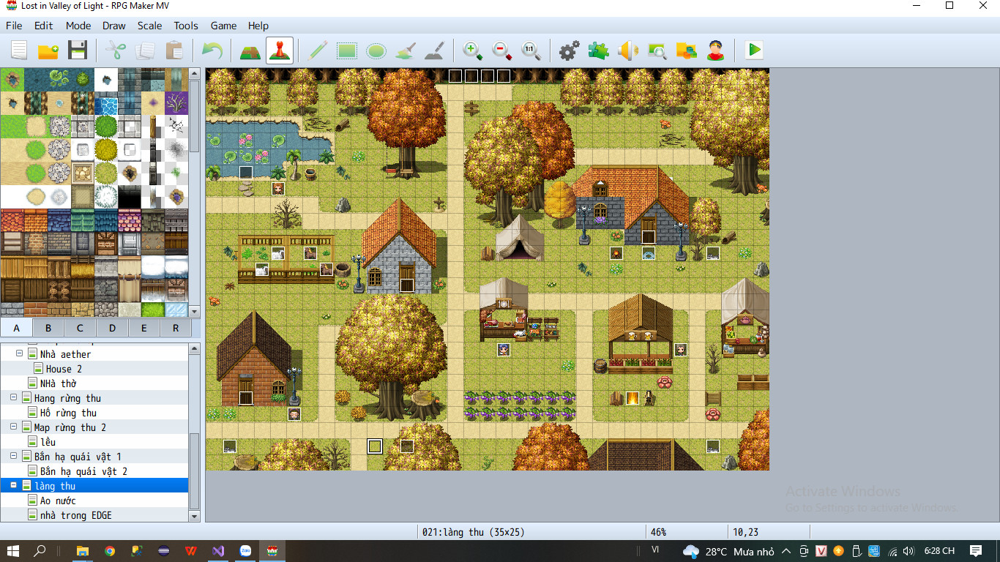 Lost in Valley of Light - RPG Maker MV
File Edit Mode Draw Scale Tools Game Help
1:1
A B C D E R
Nhà aether
House 2
NHà thờ
Hang rừng thu
Hồ rừng thu
Map rừng thu 2
lều
Bắn hạ quái vật 1
Bắn hạ quái vật 2
làng thu
Ao nước
nhà trong EDGE
Activate Windows
Go to Settings to activate Windows.
021:làng thu (35x25) 46% 10,23
Zalo
VI 28°C Mưa nhỏ V 6:28 CH